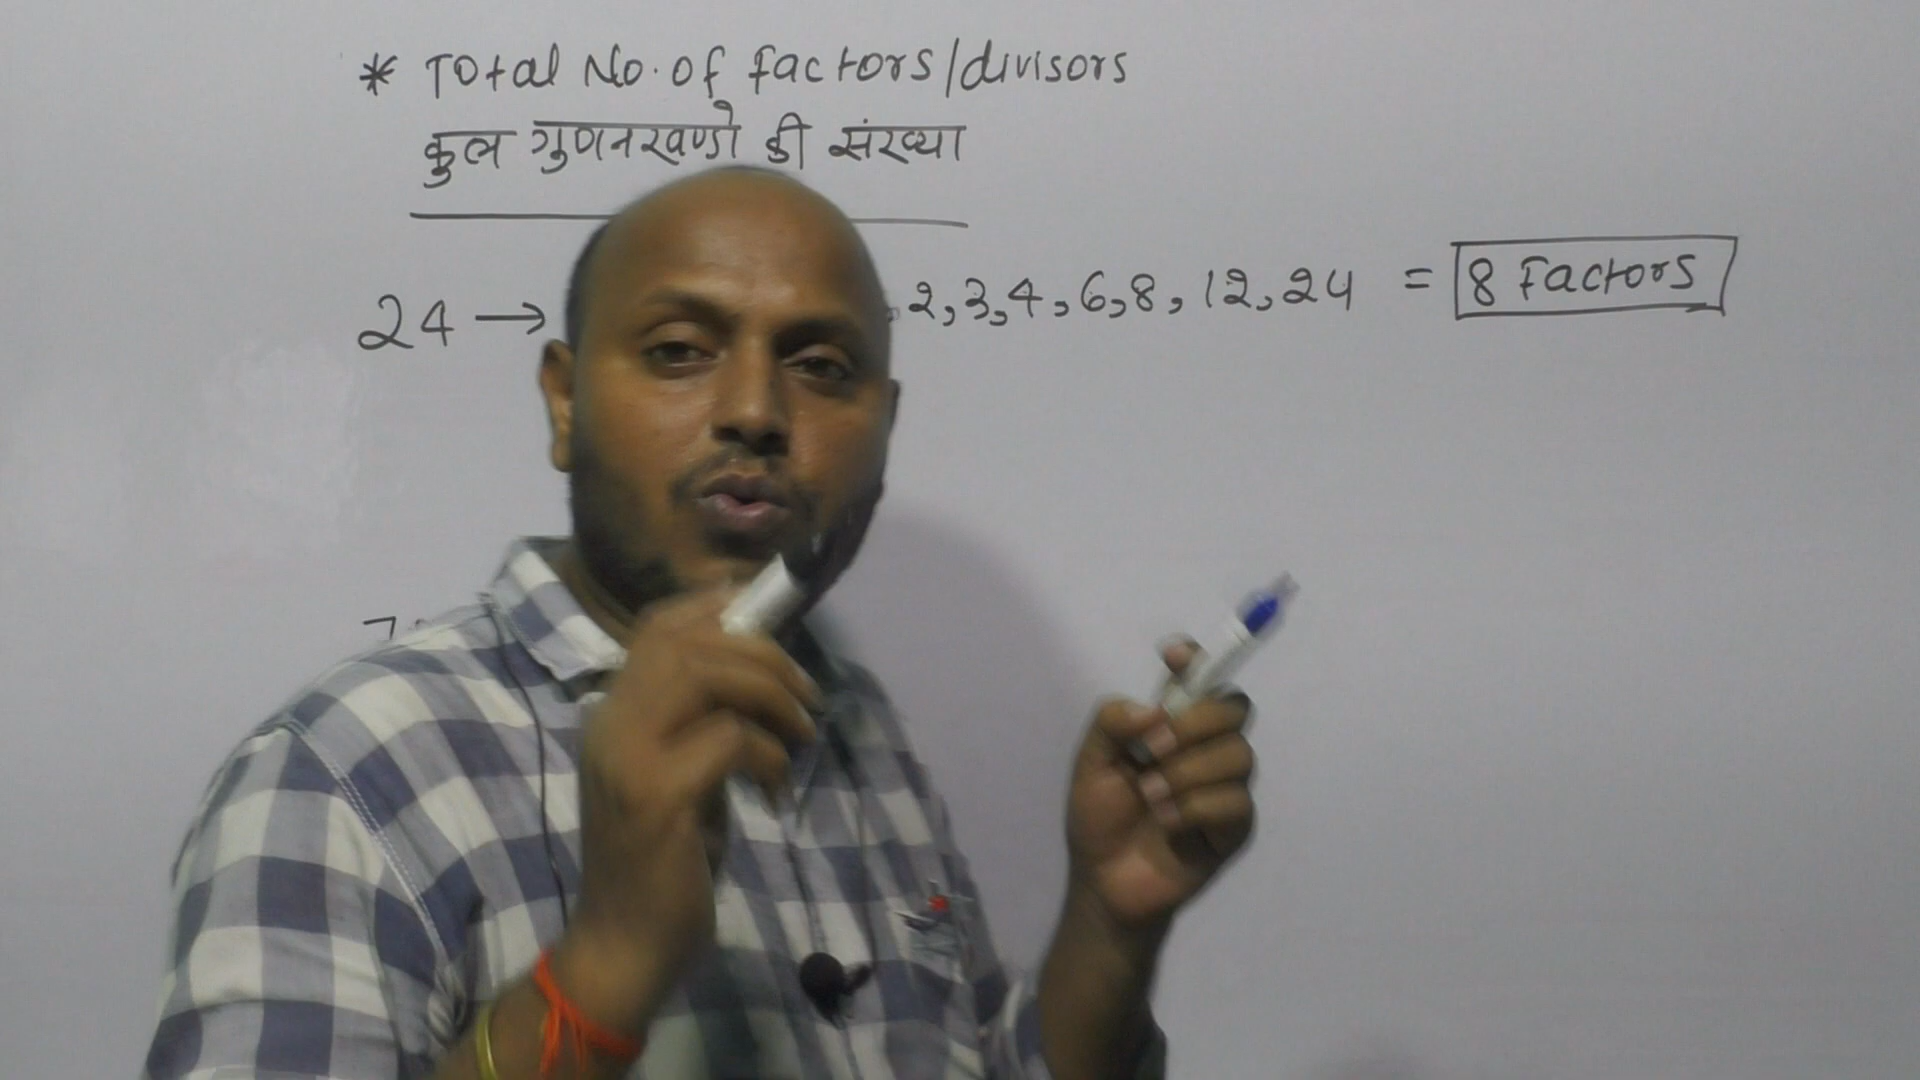 * Total No. of factors/divisors
कुल गुणनखण्डो की संख्या
24 → 2,3,4,6,8,12,24 = 8 Factors